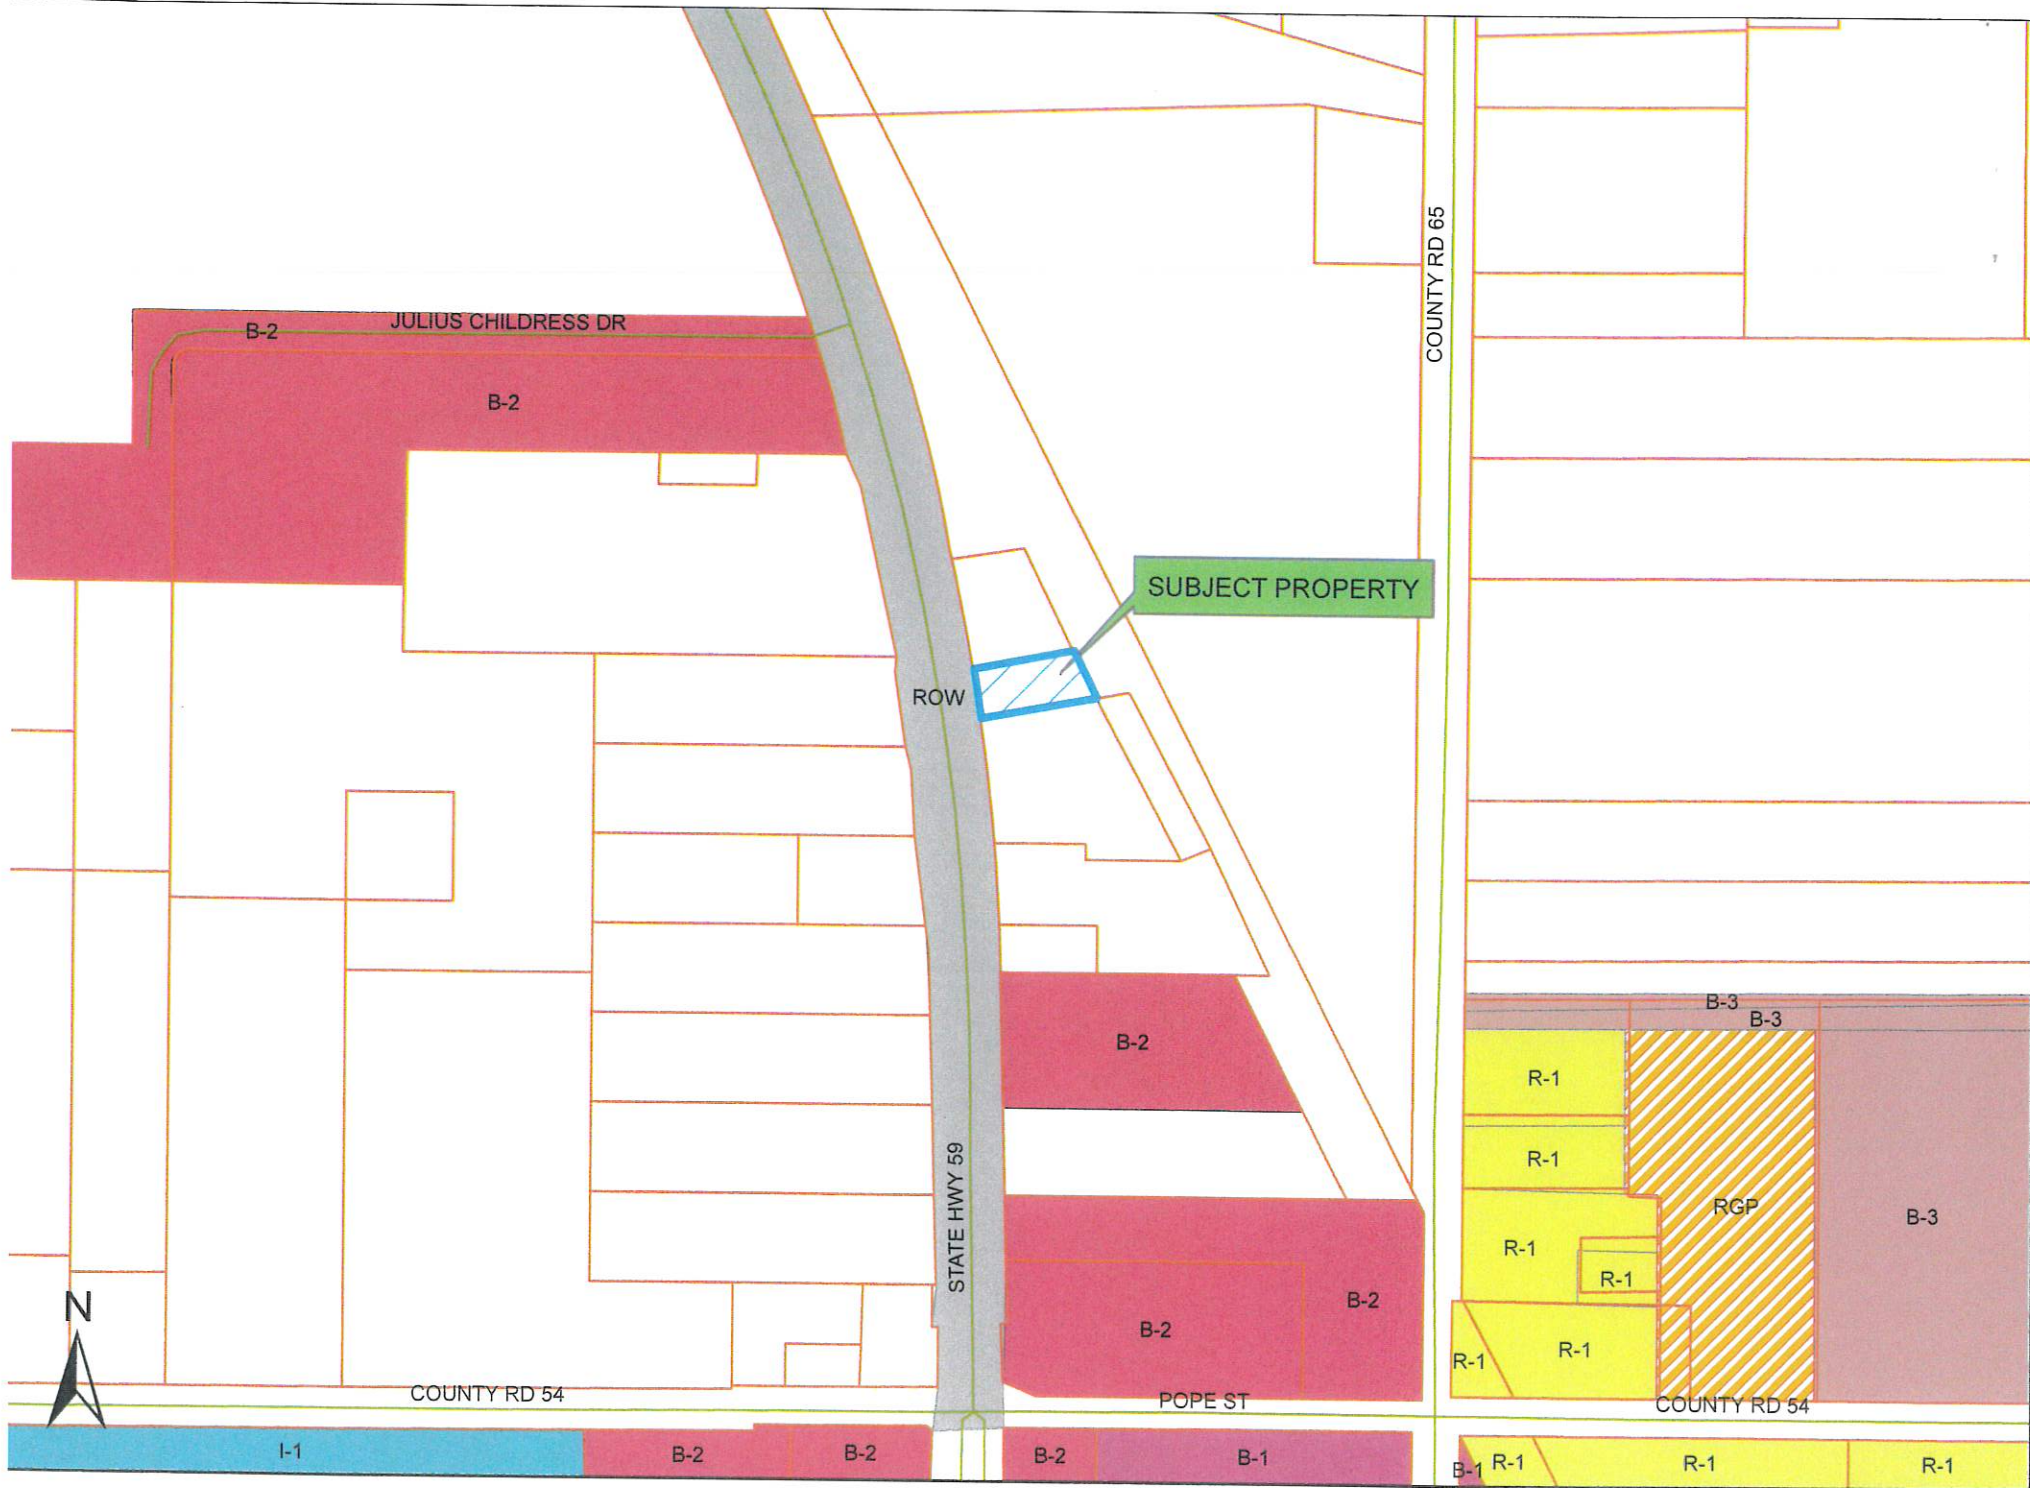 COUNTY RD 65
JULIUS CHILDRESS DR
B-2
B-2
SUBJECT PROPERTY
ROW
B-3
B-3
B-2
R-1
R-1
STATE HWY 59
RGP
B-3
R-1
R-1
B-2
B-2
R-1
R-1
N
COUNTY RD 54
POPE ST
COUNTY RD 54
I-1
B-2
B-2
B-2
B-1
B-1
R-1
R-1
R-1